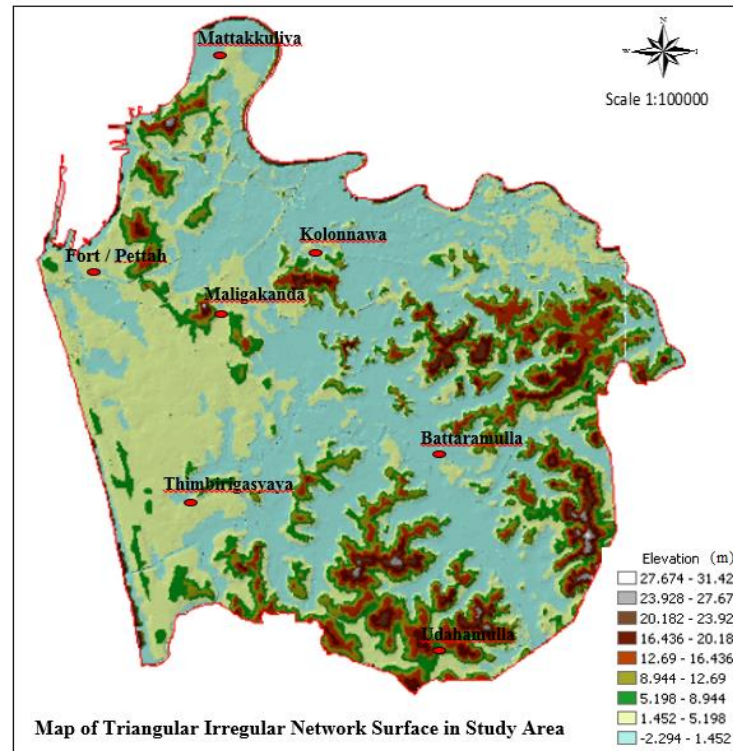 Mattakkuliya
N
W
Scale 1:100000
Kolonnawa
Fort / Pettah
Maligakanda
Battaramulla
Thimbirigasyaya
Udahamulla
Elevation (m)
27.674 - 31.42
23.928 - 27.67
20.182 - 23.92
16.436 - 20.18
12.69 - 16.436
8.944 - 12.69
5.198 - 8.944
1.452 - 5.198
-2.294 - 1.452
Map of Triangular Irregular Network Surface in Study Area